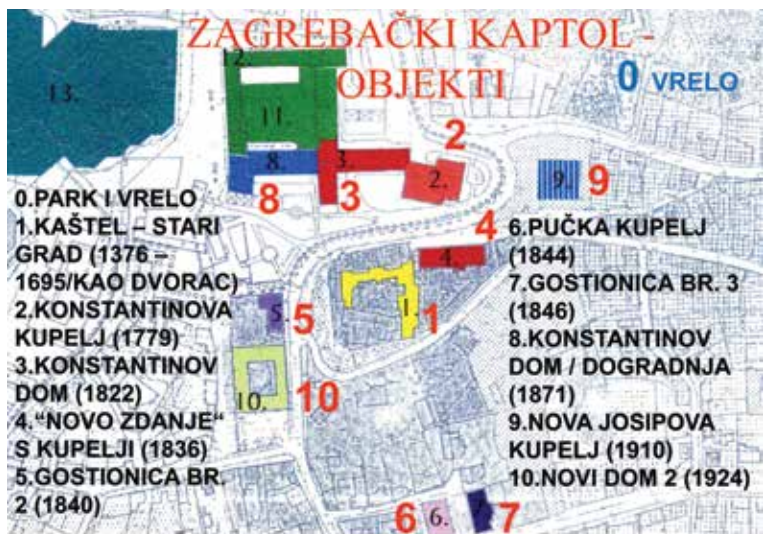 ZAGREBAČKI KAPTOL -
OBJEKTI
0 VRELO
12.
13.
11.
8.
3.
2.
2
9.
9
8
3
4
4.
0.PARK I VRELO
1.KAŠTEL – STARI
GRAD (1376 –
1695/KAO DVORAC)
2.KONSTANTINOVA
KUPELJ (1779)
3.KONSTANTINOV
DOM (1822)
4.“NOVO ZDANJE“
S KUPELJI (1836)
5.GOSTIONICA BR.
2 (1840)
1.
1
5.
5
10.
10
6.PUČKA KUPELJ
(1844)
7.GOSTIONICA BR. 3
(1846)
8.KONSTANTINOV
DOM / DOGRADNJA
(1871)
9.NOVA JOSIPOVA
KUPELJ (1910)
10.NOVI DOM 2 (1924)
6
6.
7